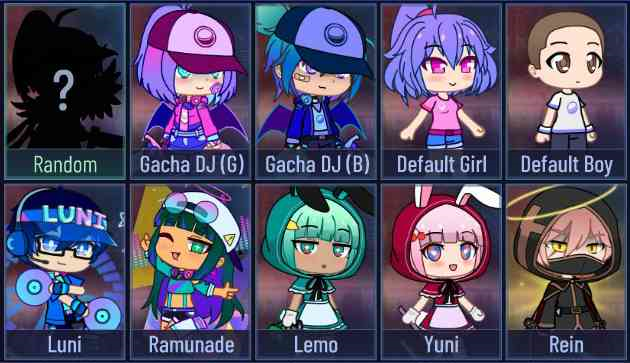 ?
Random
Gacha DJ (G)
Gacha DJ (B)
Default Girl
Default Boy
LUNI
Luni
Ramunade
Lemo
Yuni
Rein